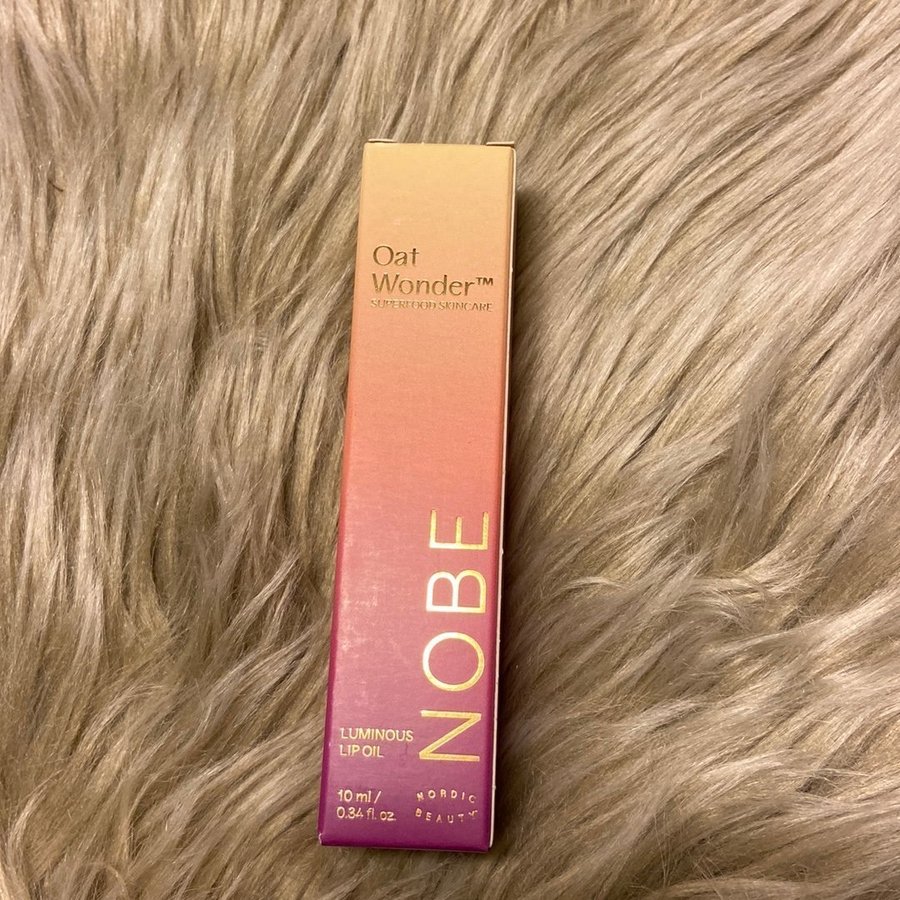 Oat
Wonder™
SUPERFOOD SKINCARE
NOBE
LUMINOUS
LIP OIL
10 ml /
0.34 fl. oz.
NORDIC
BEAUTY